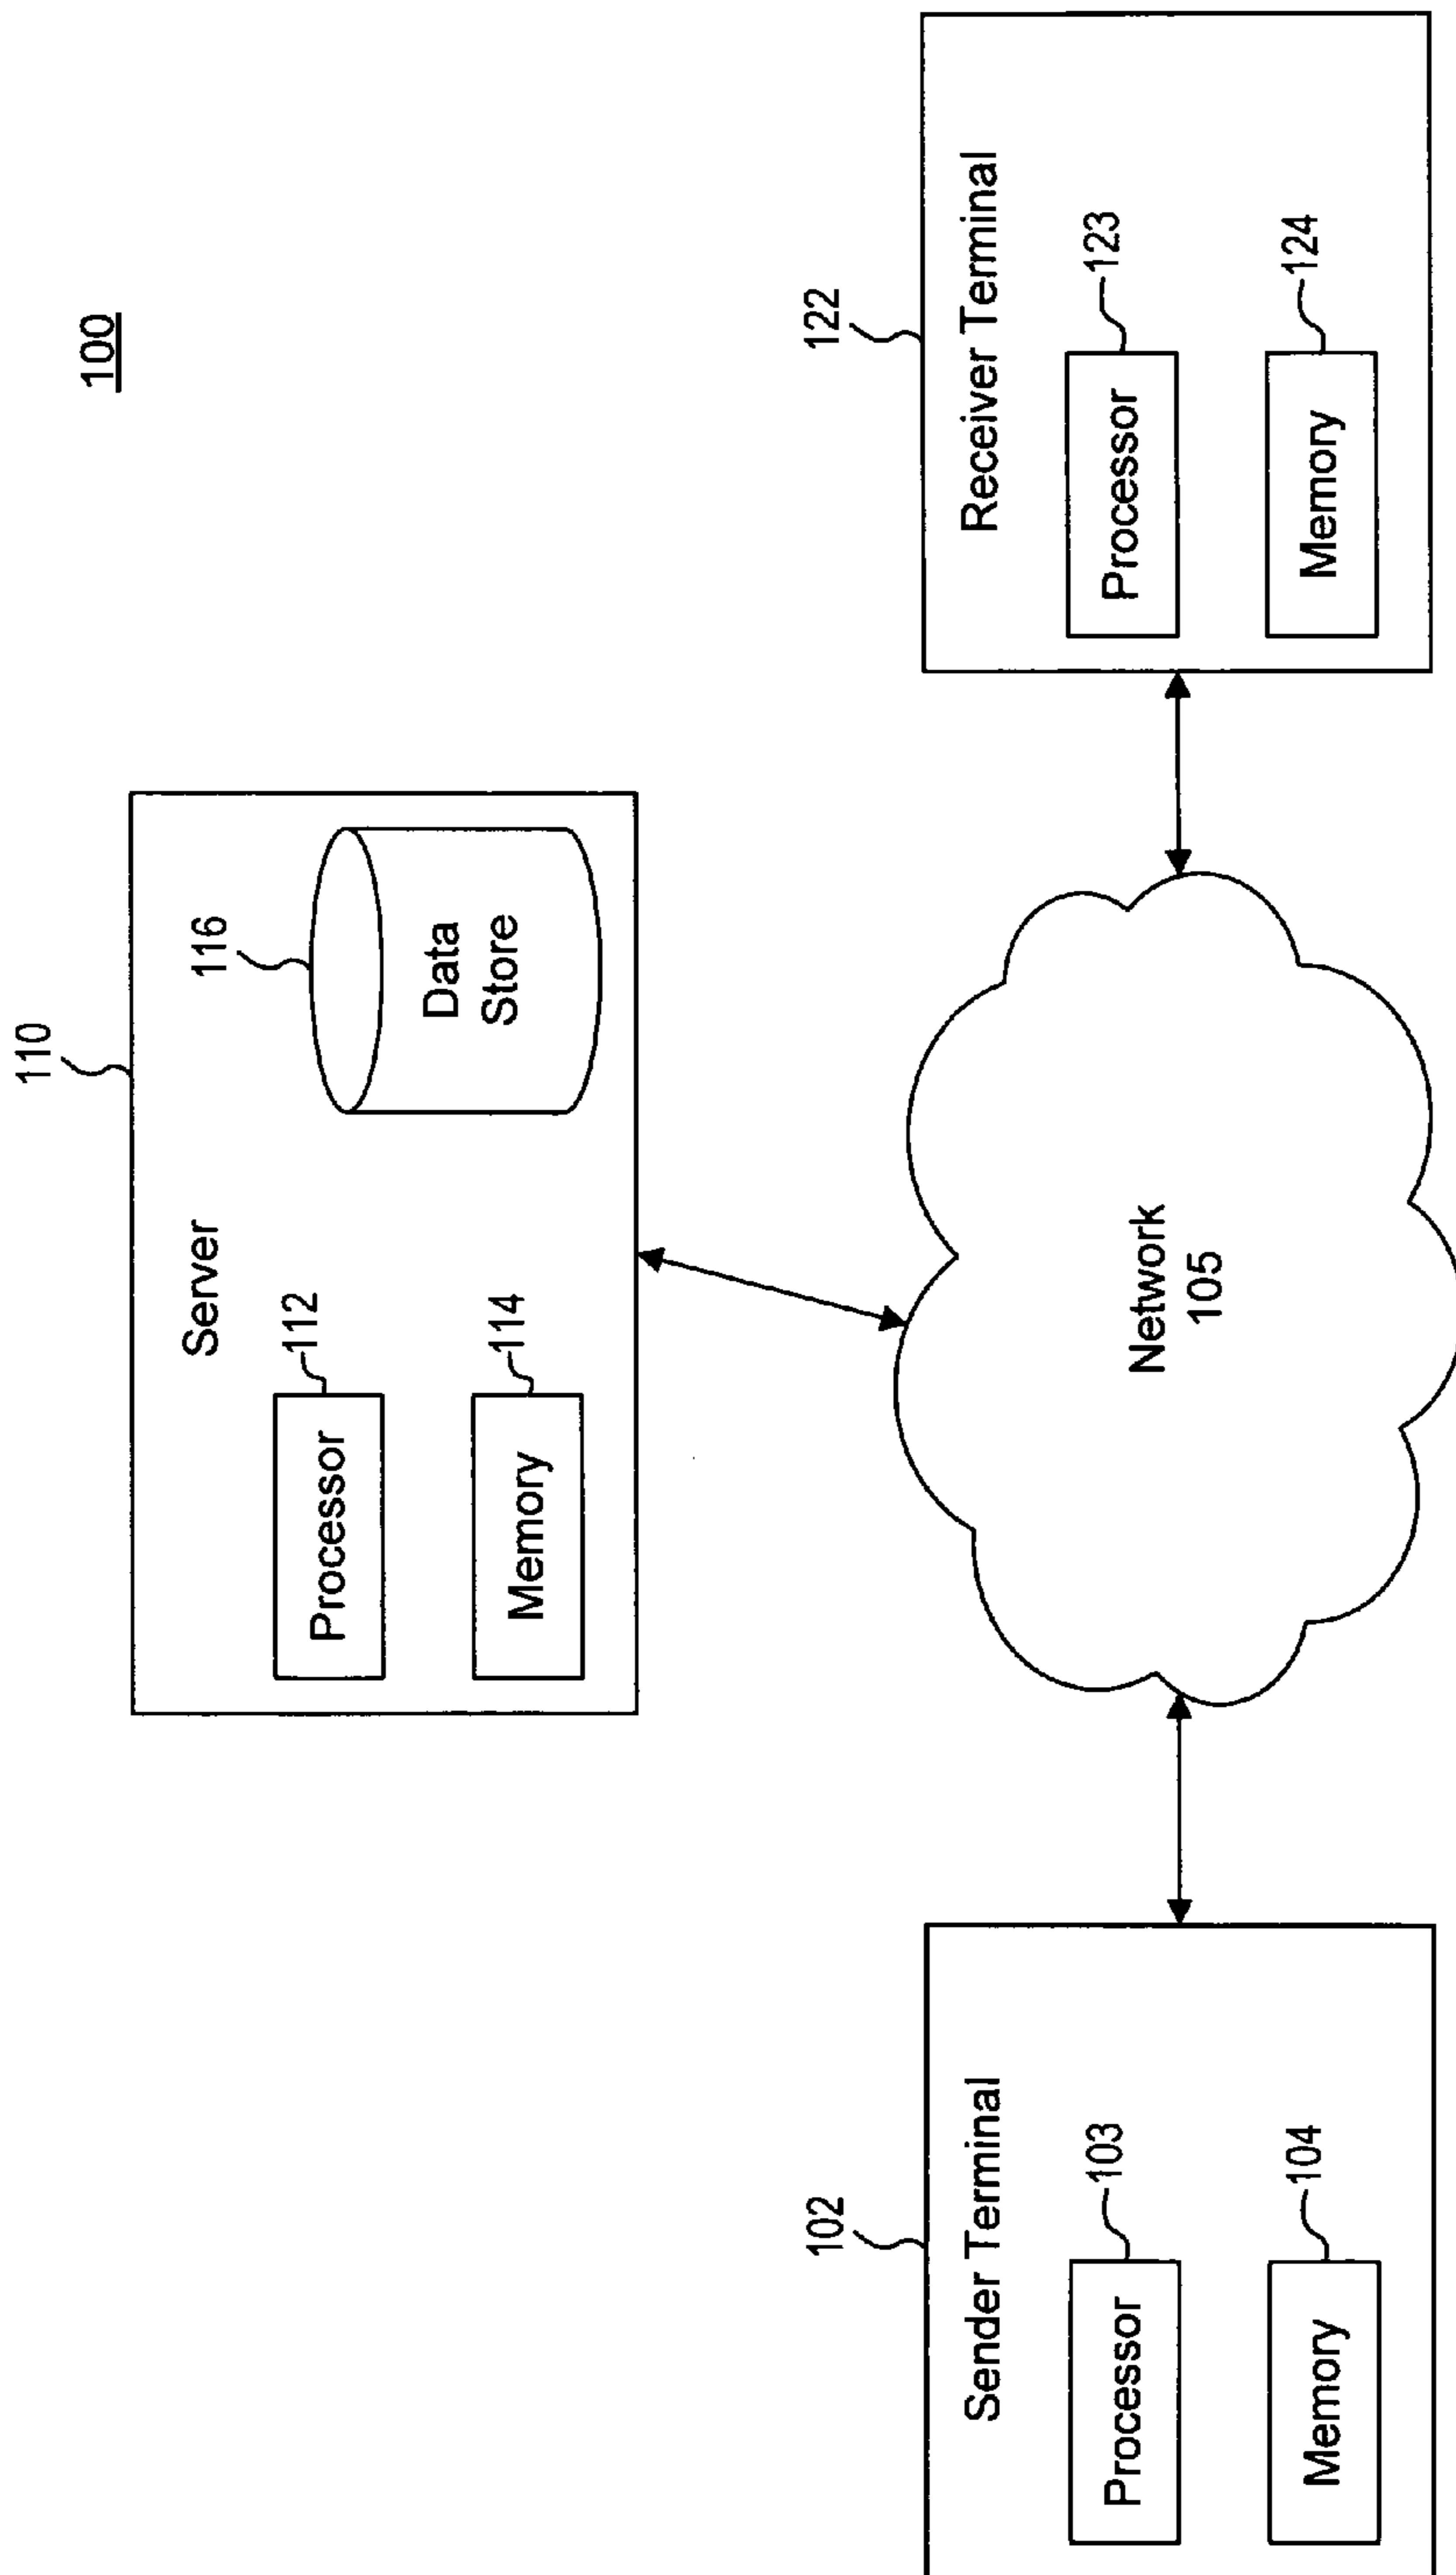 100
110
Server
116
Processor
112
Memory
114
Data
Store
102
Sender Terminal
Processor
103
Memory
104
Network
105
122
Receiver Terminal
Processor
123
Memory
124